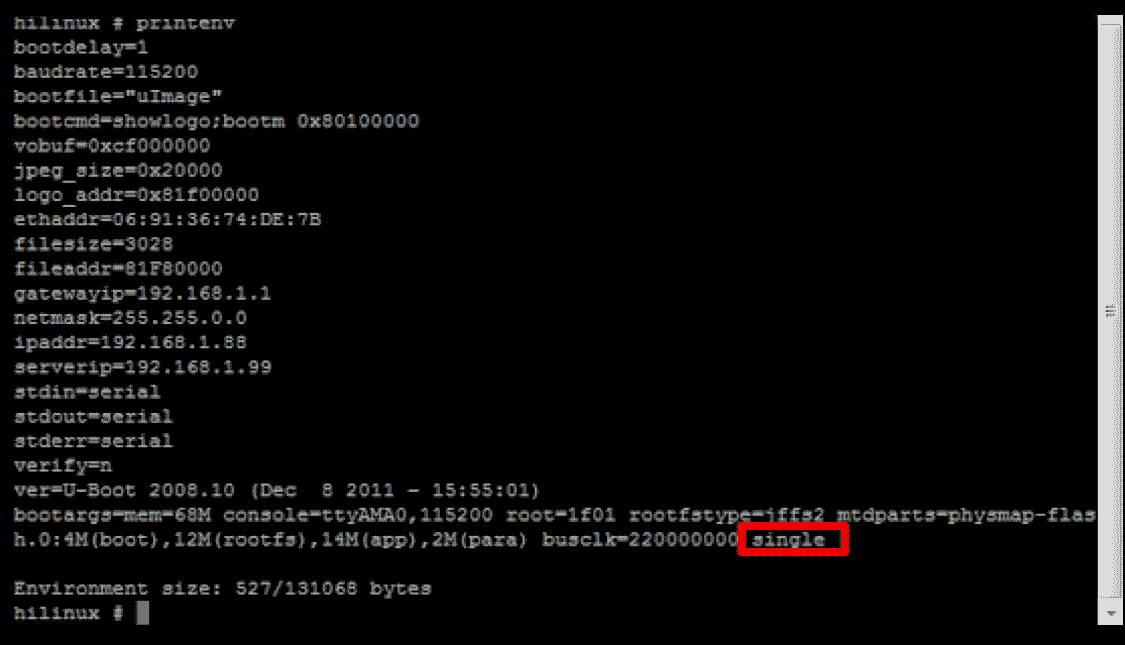 hilinux # printenv
bootdelay=1
baudrate=115200
bootfile="uImage"
bootcmd=showlogo;bootm 0x80100000
vobuf=0xcf000000
jpeg_size=0x20000
logo_addr=0x81f00000
ethaddr=06:91:36:74:DE:7B
filesize=3028
fileaddr=81F80000
gatewayip=192.168.1.1
netmask=255.255.0.0
ipaddr=192.168.1.88
serverip=192.168.1.99
stdin=serial
stdout=serial
stderr=serial
verify=n
ver=U-Boot 2008.10 (Dec  8 2011 - 15:55:01)
bootargs=mem=68M console=ttyAMA0,115200 root=1f01 rootfstype=jffs2 mtdparts=physmap-flas
h.0:4M(boot),12M(rootfs),14M(app),2M(para) busclk=220000000 single
Environment size: 527/131068 bytes
hilinux #